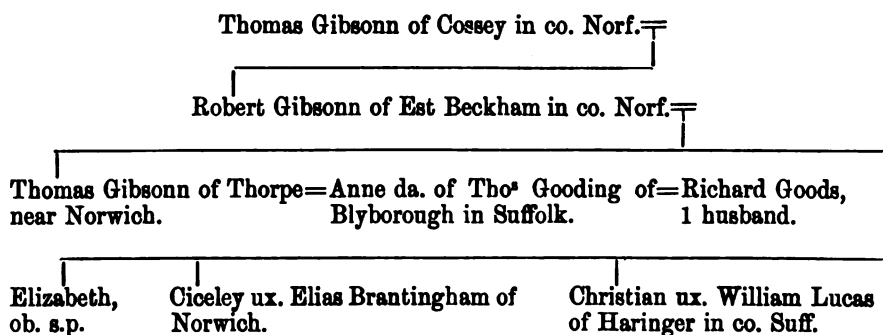 Thomas Gibsonn of Cossey in co. Norf.=
Robert Gibsonn of Est Beckham in co. Norf.=
Thomas Gibsonn of Thorpe=Anne da. of Thoˢ Gooding of=Richard Goods,
near Norwich. Blyborough in Suffolk. 1 husband.
Elizabeth, Ciceley ux. Elias Brantingham of Christian ux. William Lucas
ob. s.p. Norwich. of Haringer in co. Suff.